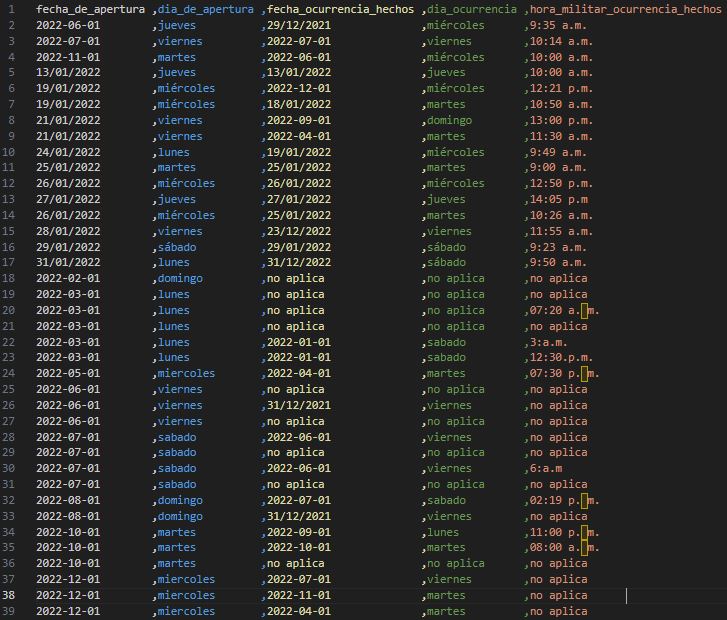 1 fecha_de_apertura ,dia_de_apertura ,fecha_ocurrencia_hechos ,dia_ocurrencia ,hora_militar_ocurrencia_hechos
2 2022-06-01 ,jueves ,29/12/2021 ,miércoles ,9:35 a.m.
3 2022-07-01 ,viernes ,2022-07-01 ,viernes ,10:14 a.m.
4 2022-11-01 ,martes ,2022-06-01 ,miércoles ,10:00 a.m.
5 13/01/2022 ,jueves ,13/01/2022 ,jueves ,10:00 a.m.
6 19/01/2022 ,miércoles ,2022-12-01 ,miércoles ,12:21 p.m.
7 19/01/2022 ,miércoles ,18/01/2022 ,martes ,10:50 a.m.
8 21/01/2022 ,viernes ,2022-09-01 ,domingo ,13:00 p.m.
9 21/01/2022 ,viernes ,2022-04-01 ,martes ,11:30 a.m.
10 24/01/2022 ,lunes ,19/01/2022 ,miércoles ,9:49 a.m.
11 25/01/2022 ,martes ,25/01/2022 ,martes ,9:00 a.m.
12 26/01/2022 ,miércoles ,26/01/2022 ,miércoles ,12:50 p.m.
13 27/01/2022 ,jueves ,27/01/2022 ,jueves ,14:05 p.m
14 26/01/2022 ,miércoles ,25/01/2022 ,martes ,10:26 a.m.
15 28/01/2022 ,viernes ,23/12/2022 ,viernes ,11:55 a.m.
16 29/01/2022 ,sábado ,29/01/2022 ,sábado ,9:23 a.m.
17 31/01/2022 ,lunes ,31/12/2022 ,sábado ,9:50 a.m.
18 2022-02-01 ,domingo ,no aplica ,no aplica ,no aplica
19 2022-03-01 ,lunes ,no aplica ,no aplica ,no aplica
20 2022-03-01 ,lunes ,no aplica ,no aplica ,07:20 a. m.
21 2022-03-01 ,lunes ,no aplica ,no aplica ,no aplica
22 2022-03-01 ,lunes ,2022-01-01 ,sabado ,3:a.m.
23 2022-03-01 ,lunes ,2022-01-01 ,sabado ,12:30.p.m.
24 2022-05-01 ,miercoles ,2022-04-01 ,martes ,07:30 p. m.
25 2022-06-01 ,viernes ,no aplica ,no aplica ,no aplica
26 2022-06-01 ,viernes ,31/12/2021 ,viernes ,no aplica
27 2022-06-01 ,viernes ,no aplica ,no aplica ,no aplica
28 2022-07-01 ,sabado ,2022-06-01 ,viernes ,no aplica
29 2022-07-01 ,sabado ,no aplica ,no aplica ,no aplica
30 2022-07-01 ,sabado ,2022-06-01 ,viernes ,6:a.m
31 2022-07-01 ,sabado ,no aplica ,no aplica ,no aplica
32 2022-08-01 ,domingo ,2022-07-01 ,sabado ,02:19 p. m.
33 2022-08-01 ,domingo ,31/12/2021 ,viernes ,no aplica
34 2022-10-01 ,martes ,2022-09-01 ,lunes ,11:00 p. m.
35 2022-10-01 ,martes ,2022-10-01 ,martes ,08:00 a. m.
36 2022-10-01 ,martes ,no aplica ,no aplica ,no aplica
37 2022-12-01 ,miercoles ,2022-07-01 ,viernes ,no aplica
38 2022-12-01 ,miercoles ,2022-11-01 ,martes ,no aplica
39 2022-12-01 ,miercoles ,2022-04-01 ,martes ,no aplica